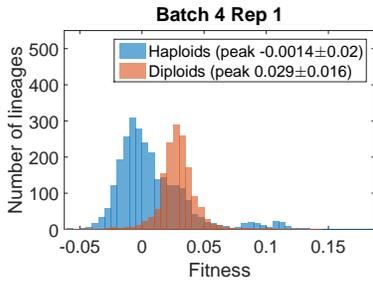 Batch 4 Rep 1
500
Haploids (peak -0.0014±0.02)
Diploids (peak 0.029±0.016)
400
300
200
100
0
Number of lineages
-0.05 0 0.05 0.1 0.15
Fitness